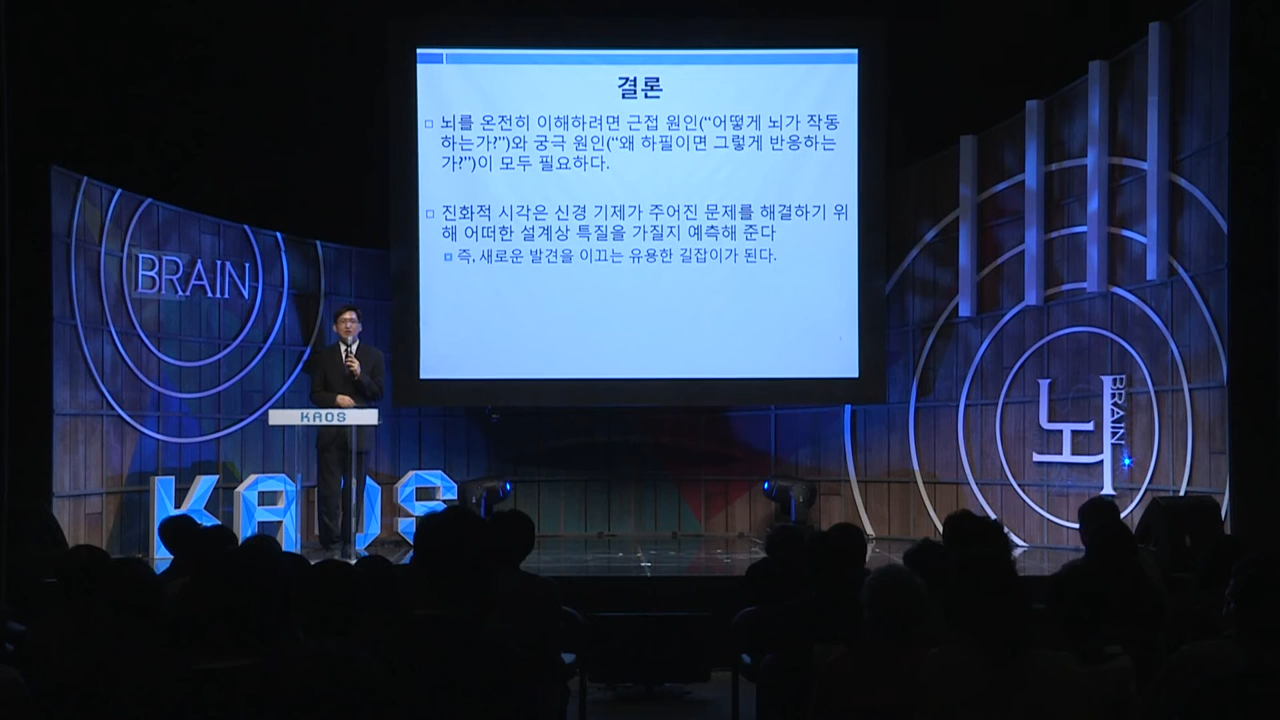 결론
□ 뇌를 온전히 이해하려면 근접 원인(“어떻게 뇌가 작동
하는가?”)와 궁극 원인(“왜 하필이면 그렇게 반응하는
가?”)이 모두 필요하다.
□ 진화적 시각은 신경 기제가 주어진 문제를 해결하기 위
해 어떠한 설계상 특질을 가질지 예측해 준다
즉, 새로운 발견을 이끄는 유용한 길잡이가 된다.
BRAIN
KAOS
KAOS
뇌
BRAIN